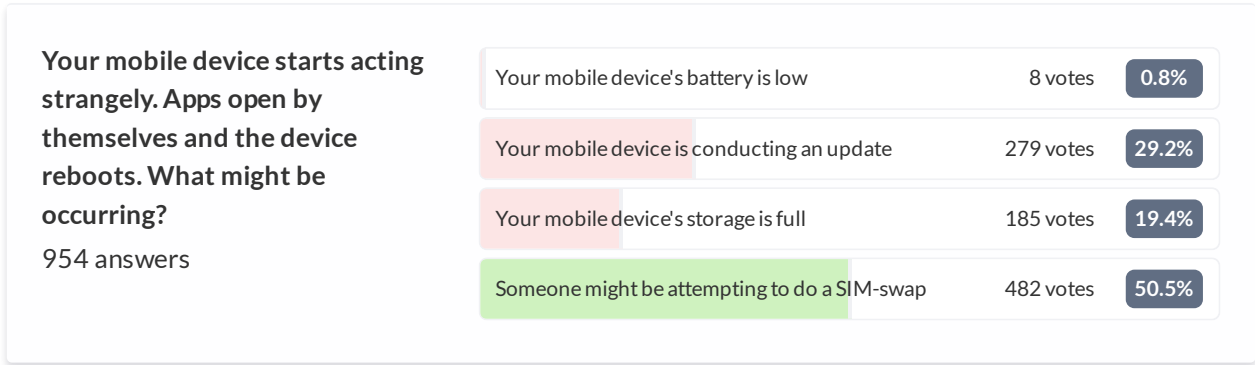 Your mobile device starts acting
strangely. Apps open by
themselves and the device
reboots. What might be
occurring?
954 answers
Your mobile device's battery is low 8 votes 0.8%
Your mobile device is conducting an update 279 votes 29.2%
Your mobile device's storage is full 185 votes 19.4%
Someone might be attempting to do a SIM-swap 482 votes 50.5%